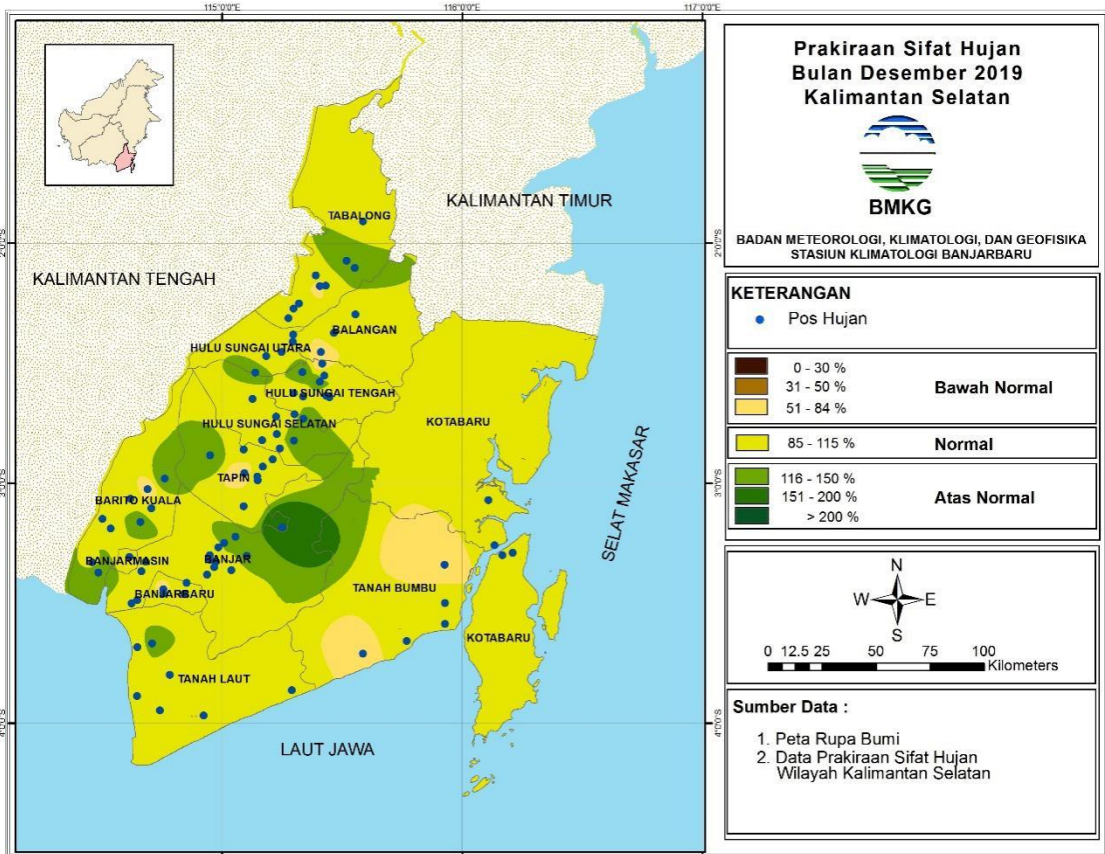 115°0'0"E
116°0'0"E
117°0'0"E
2°0'0"S
3°0'0"S
4°0'0"S
2°0'0"S
3°0'0"S
4°0'0"S
KALIMANTAN TIMUR
KALIMANTAN TENGAH
TABALONG
BALANGAN
HULU SUNGAI UTARA
HULU SUNGAI TENGAH
KOTABARU
HULU SUNGAI SELATAN
TAPIN
BARITO KUALA
BANJARMASIN
BANJAR
BANJARBARU
TANAH BUMBU
KOTABARU
TANAH LAUT
SELAT MAKASAR
LAUT JAWA
Prakiraan Sifat Hujan
Bulan Desember 2019
Kalimantan Selatan
BMKG
BADAN METEOROLOGI, KLIMATOLOGI, DAN GEOFISIKA
STASIUN KLIMATOLOGI BANJARBARU
KETERANGAN
Pos Hujan
0 - 30 %
31 - 50 %
51 - 84 %
Bawah Normal
85 - 115 %
Normal
116 - 150 %
151 - 200 %
> 200 %
Atas Normal
N
W E
S
0 12.5 25 50 75 100
Kilometers
Sumber Data :
1. Peta Rupa Bumi
2. Data Prakiraan Sifat Hujan
Wilayah Kalimantan Selatan